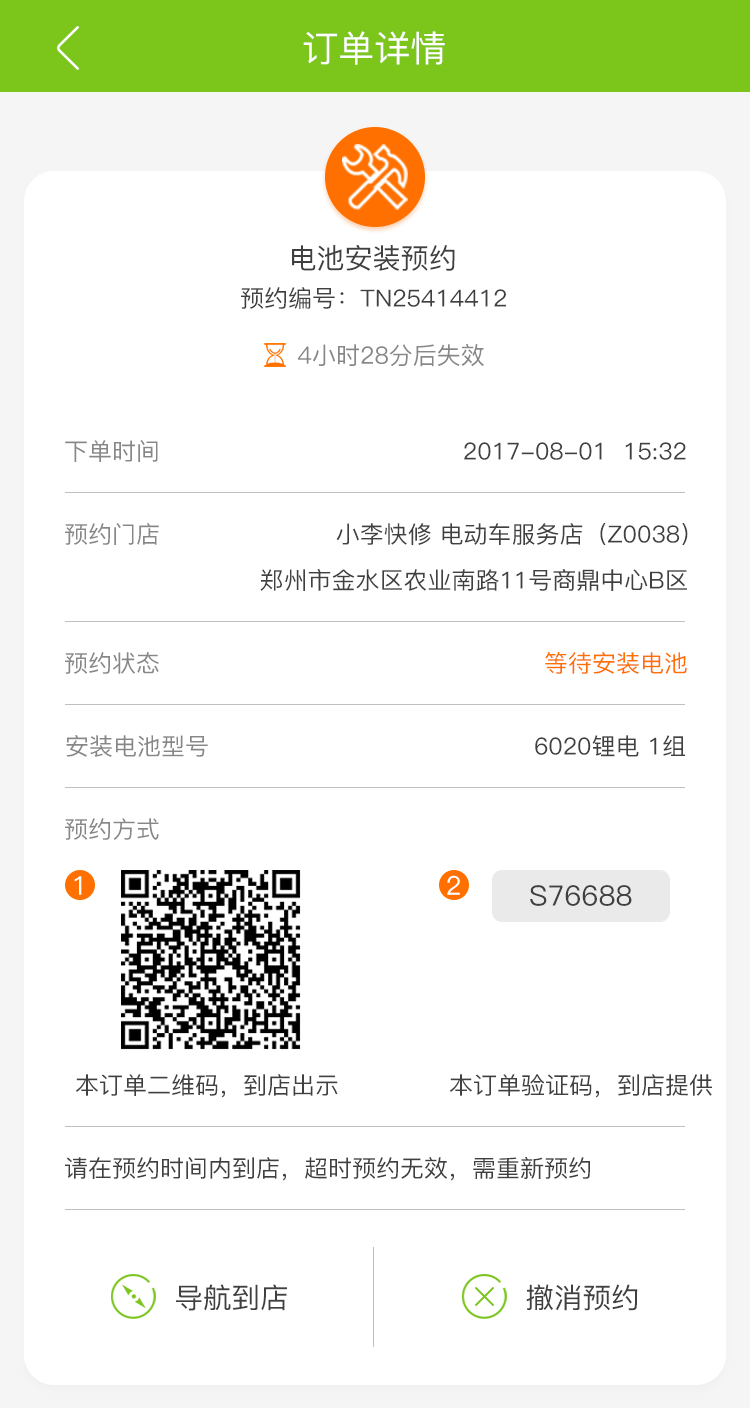 订单详情
电池安装预约
预约编号：TN25414412
4小时28分后失效
下单时间 2017-08-01 15:32
预约门店 小李快修 电动车服务店（Z0038）
郑州市金水区农业南路11号商鼎中心B区
预约状态 等待安装电池
安装电池型号 6020锂电 1组
预约方式
1 2 S76688
本订单二维码，到店出示 本订单验证码，到店提供
请在预约时间内到店，超时预约无效，需重新预约
导航到店 撤消预约